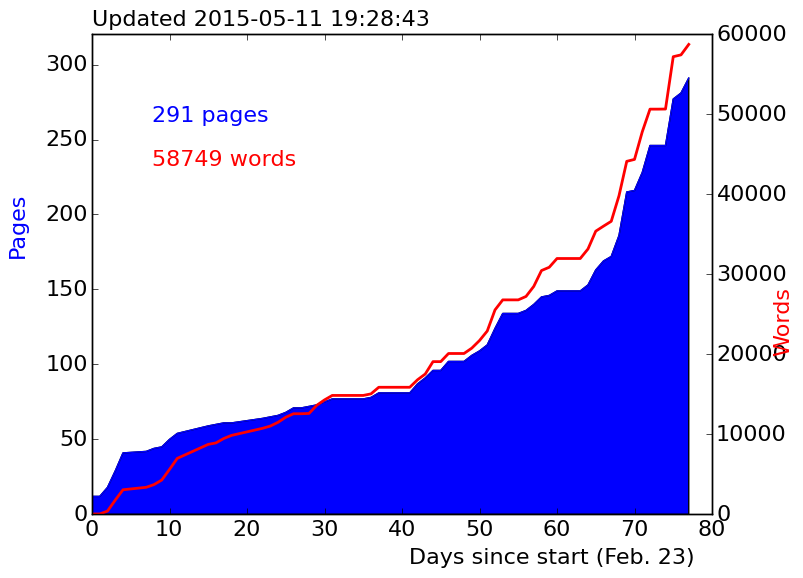 Updated 2015-05-11 19:28:43
300
250
200
150
100
50
0
Pages
291 pages
58749 words
60000
50000
40000
30000
20000
10000
0
Words
0 10 20 30 40 50 60 70 80
Days since start (Feb. 23)